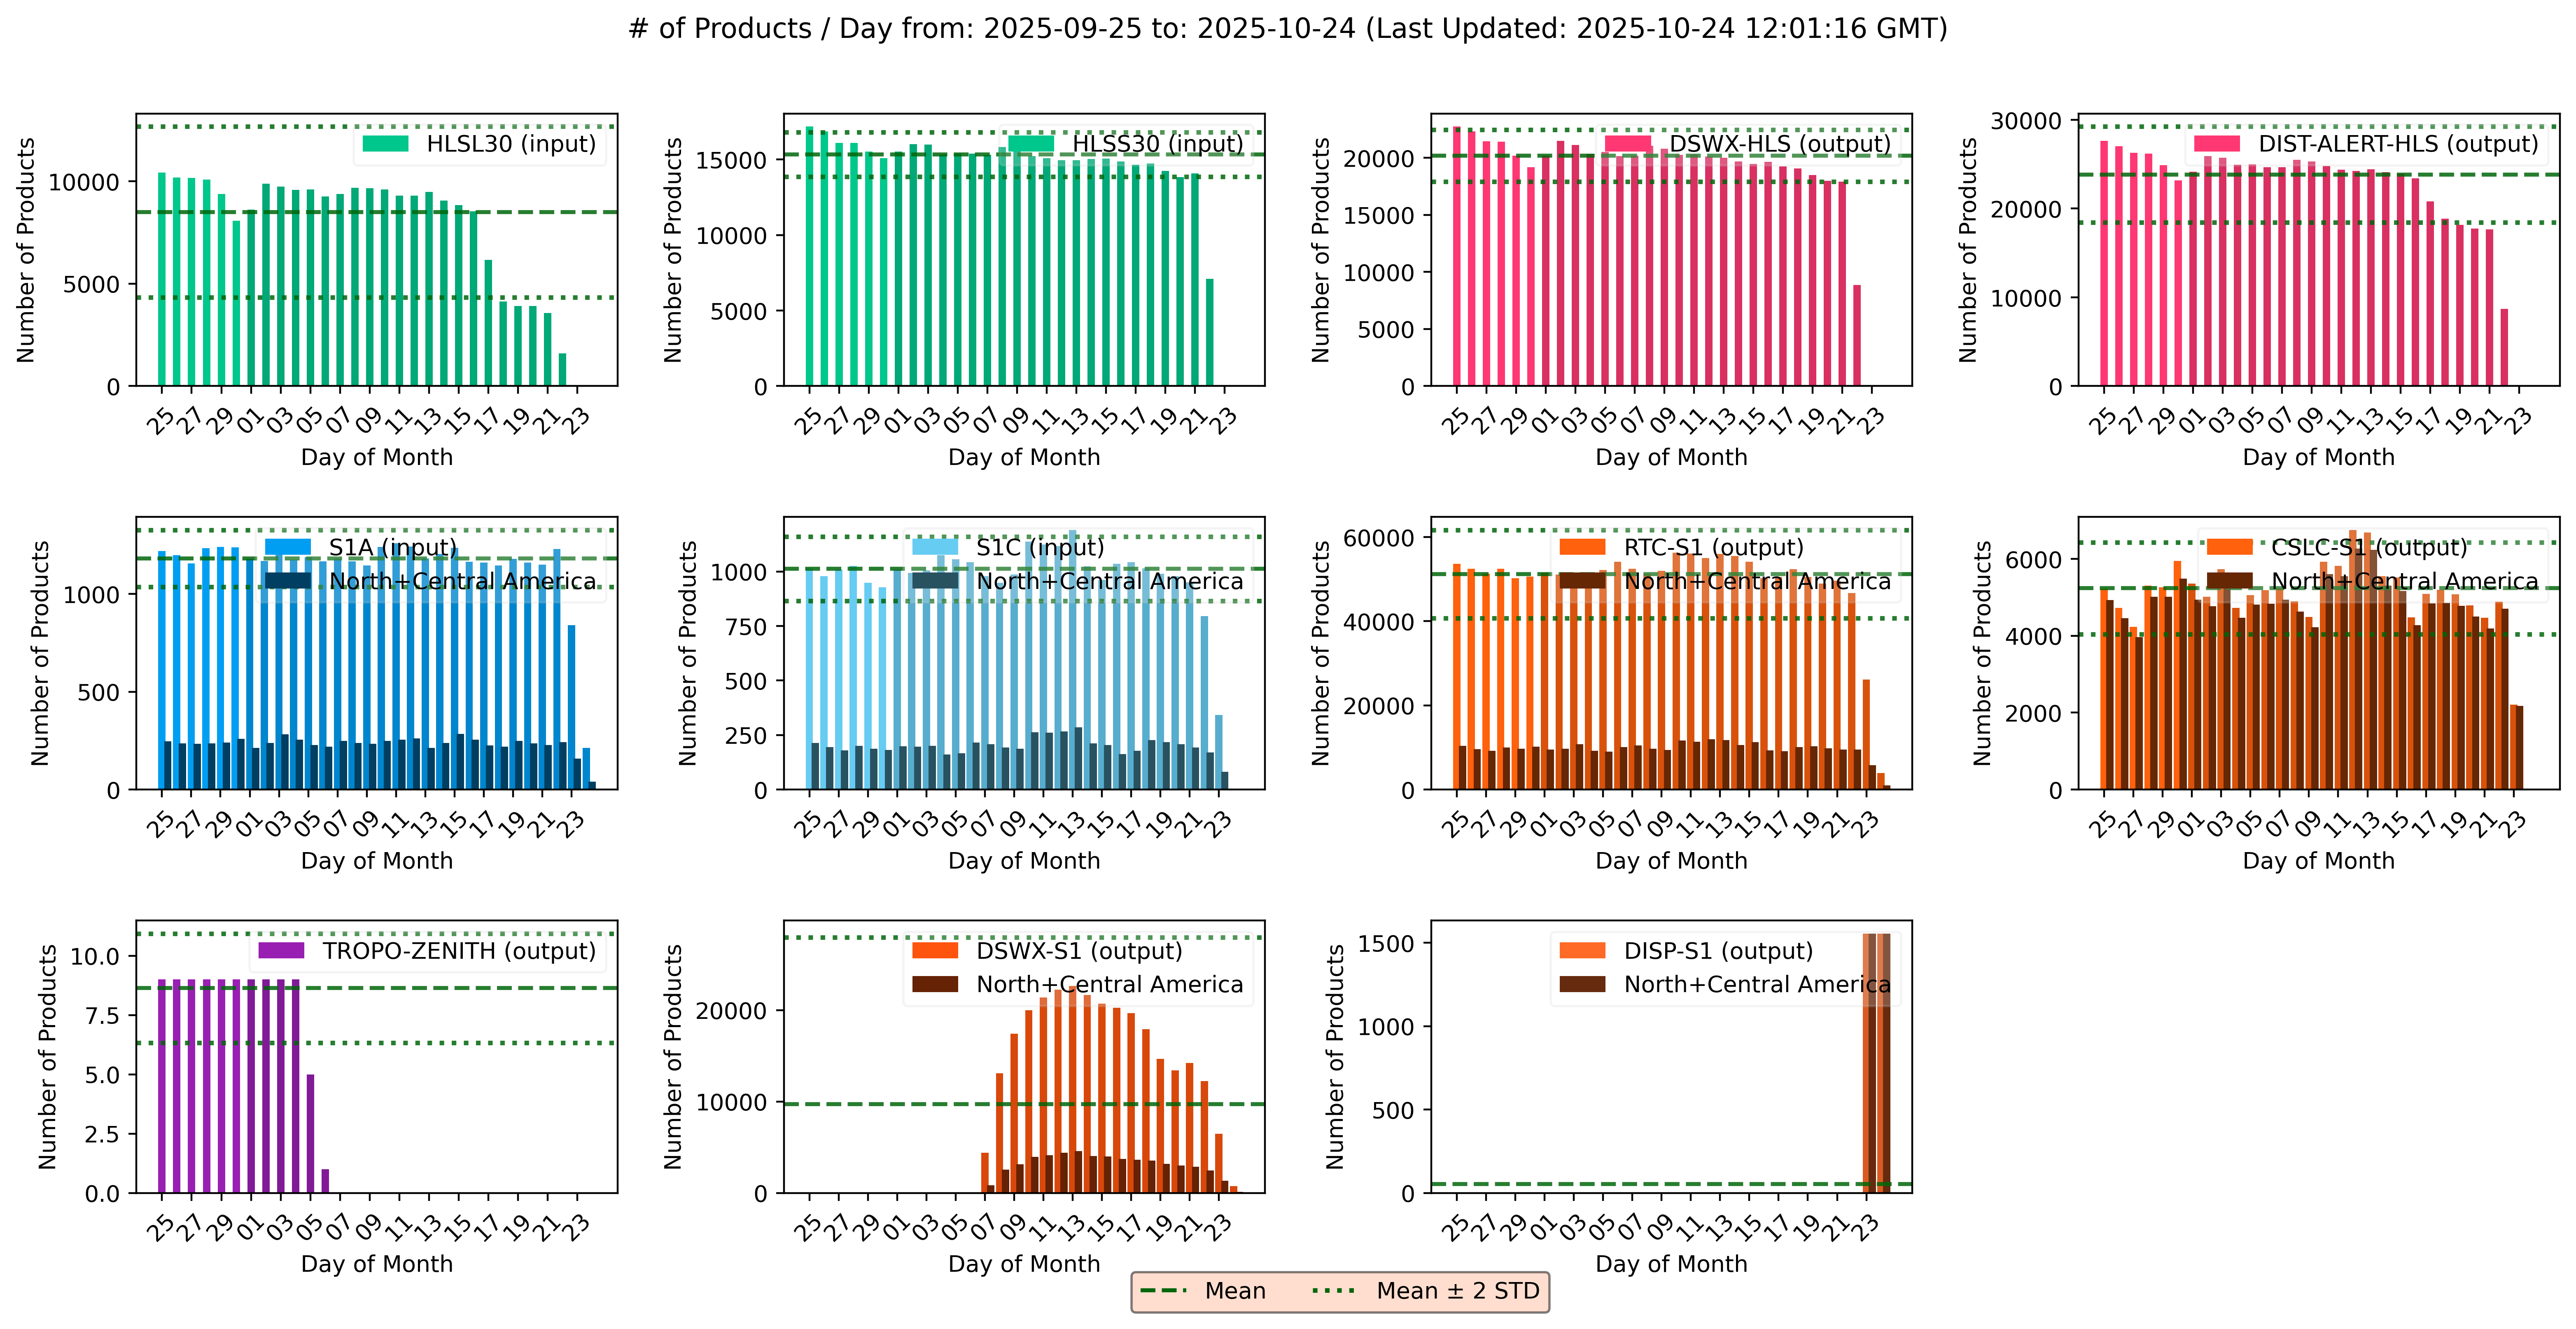 # of Products / Day from: 2025-09-25 to: 2025-10-24 (Last Updated: 2025-10-24 12:01:16 GMT)
Number of Products
10000
5000
0
HLSL30 (input)
25 27 29 01 03 05 07 09 11 13 15 17 19 21 23
Day of Month
Number of Products
15000
10000
5000
0
HLSS30 (input)
25 27 29 01 03 05 07 09 11 13 15 17 19 21 23
Day of Month
Number of Products
20000
15000
10000
5000
0
DSWX-HLS (output)
25 27 29 01 03 05 07 09 11 13 15 17 19 21 23
Day of Month
Number of Products
30000
20000
10000
0
DIST-ALERT-HLS (output)
25 27 29 01 03 05 07 09 11 13 15 17 19 21 23
Day of Month
Number of Products
1000
500
0
S1A (input)
North+Central America
25 27 29 01 03 05 07 09 11 13 15 17 19 21 23
Day of Month
Number of Products
1000
750
500
250
0
S1C (input)
North+Central America
25 27 29 01 03 05 07 09 11 13 15 17 19 21 23
Day of Month
Number of Products
60000
40000
20000
0
RTC-S1 (output)
North+Central America
25 27 29 01 03 05 07 09 11 13 15 17 19 21 23
Day of Month
Number of Products
6000
4000
2000
0
CSLC-S1 (output)
North+Central America
25 27 29 01 03 05 07 09 11 13 15 17 19 21 23
Day of Month
Number of Products
10.0
7.5
5.0
2.5
0.0
TROPO-ZENITH (output)
25 27 29 01 03 05 07 09 11 13 15 17 19 21 23
Day of Month
Number of Products
20000
10000
0
DSWX-S1 (output)
North+Central America
25 27 29 01 03 05 07 09 11 13 15 17 19 21 23
Day of Month
Number of Products
1500
1000
500
0
DISP-S1 (output)
North+Central America
25 27 29 01 03 05 07 09 11 13 15 17 19 21 23
Day of Month
Mean
Mean ± 2 STD